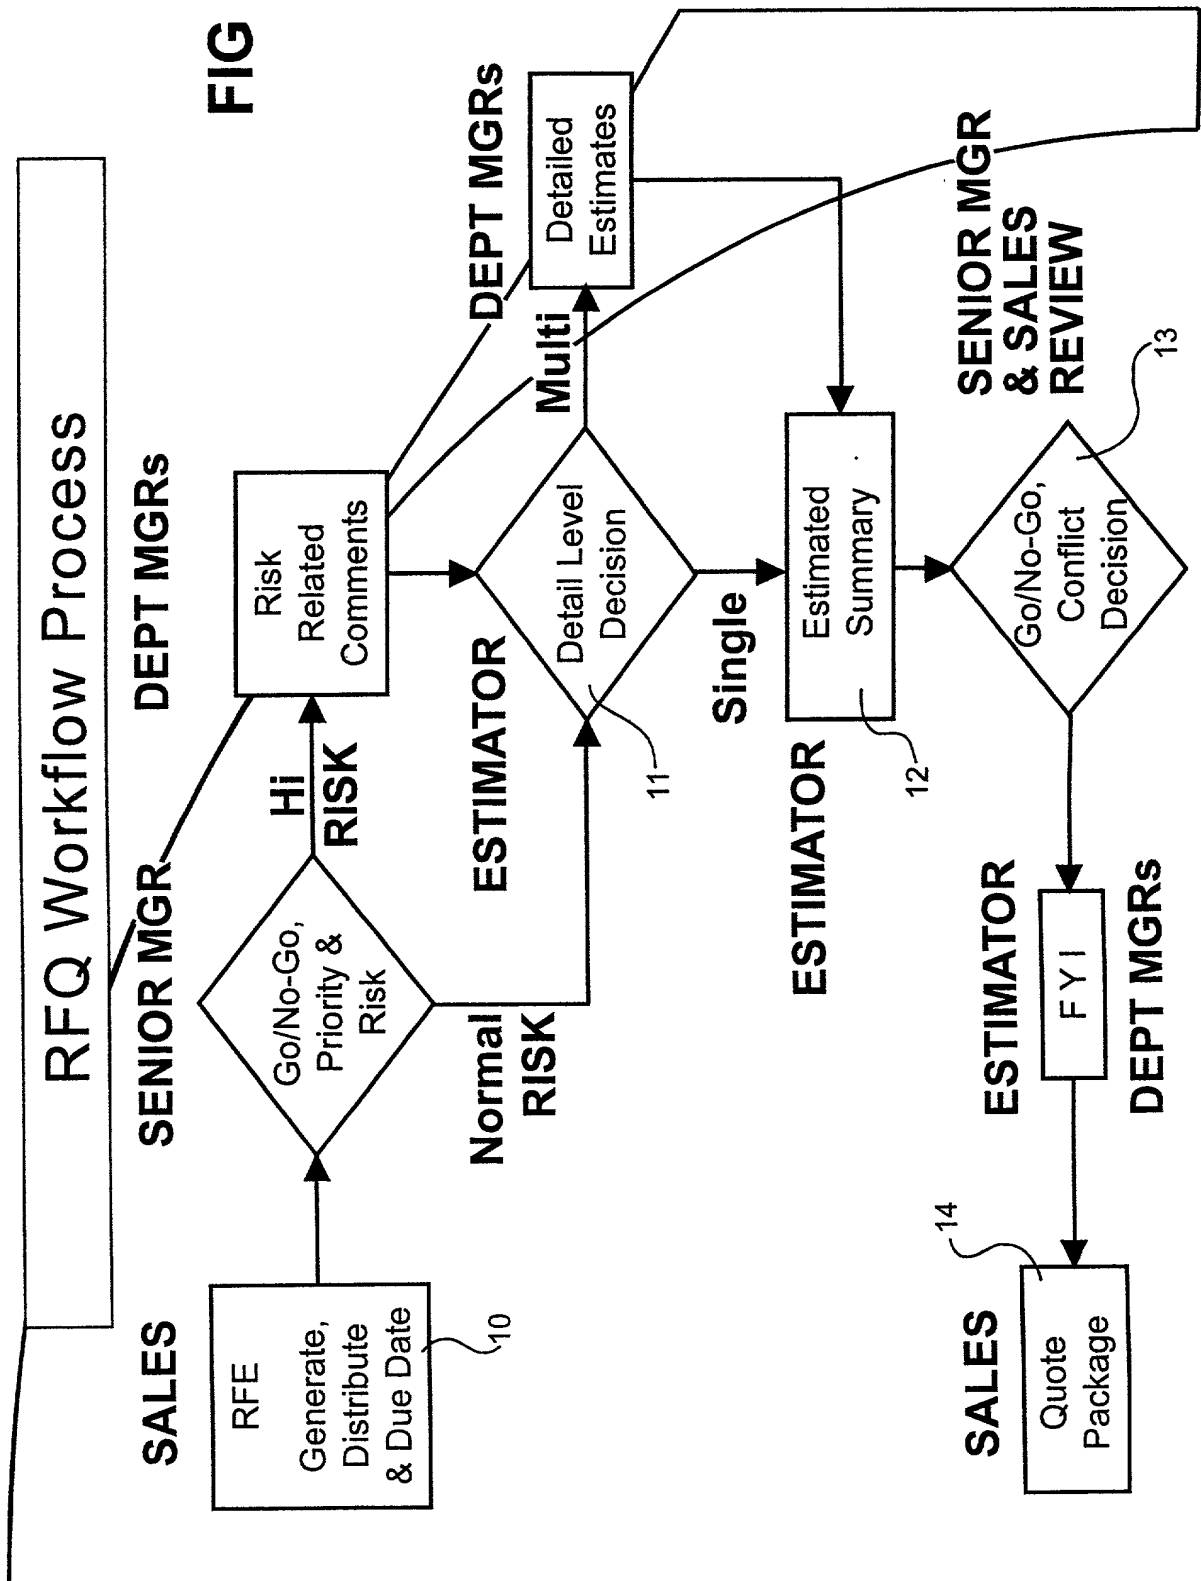 RFQ Workflow Process
FIG
SALES
SENIOR MGR
DEPT MGRs
RFE
Generate,
Distribute
& Due Date
10
Go/No-Go,
Priority &
Risk
Hi
RISK
Risk
Related
Comments
Normal
RISK
ESTIMATOR
Detail Level
Decision
11
Multi
DEPT MGRs
Detailed
Estimates
Single
ESTIMATOR
Estimated
Summary
12
SENIOR MGR
& SALES
REVIEW
Go/No-Go,
Conflict
Decision
13
ESTIMATOR
F Y I
DEPT MGRs
SALES
Quote
Package
14